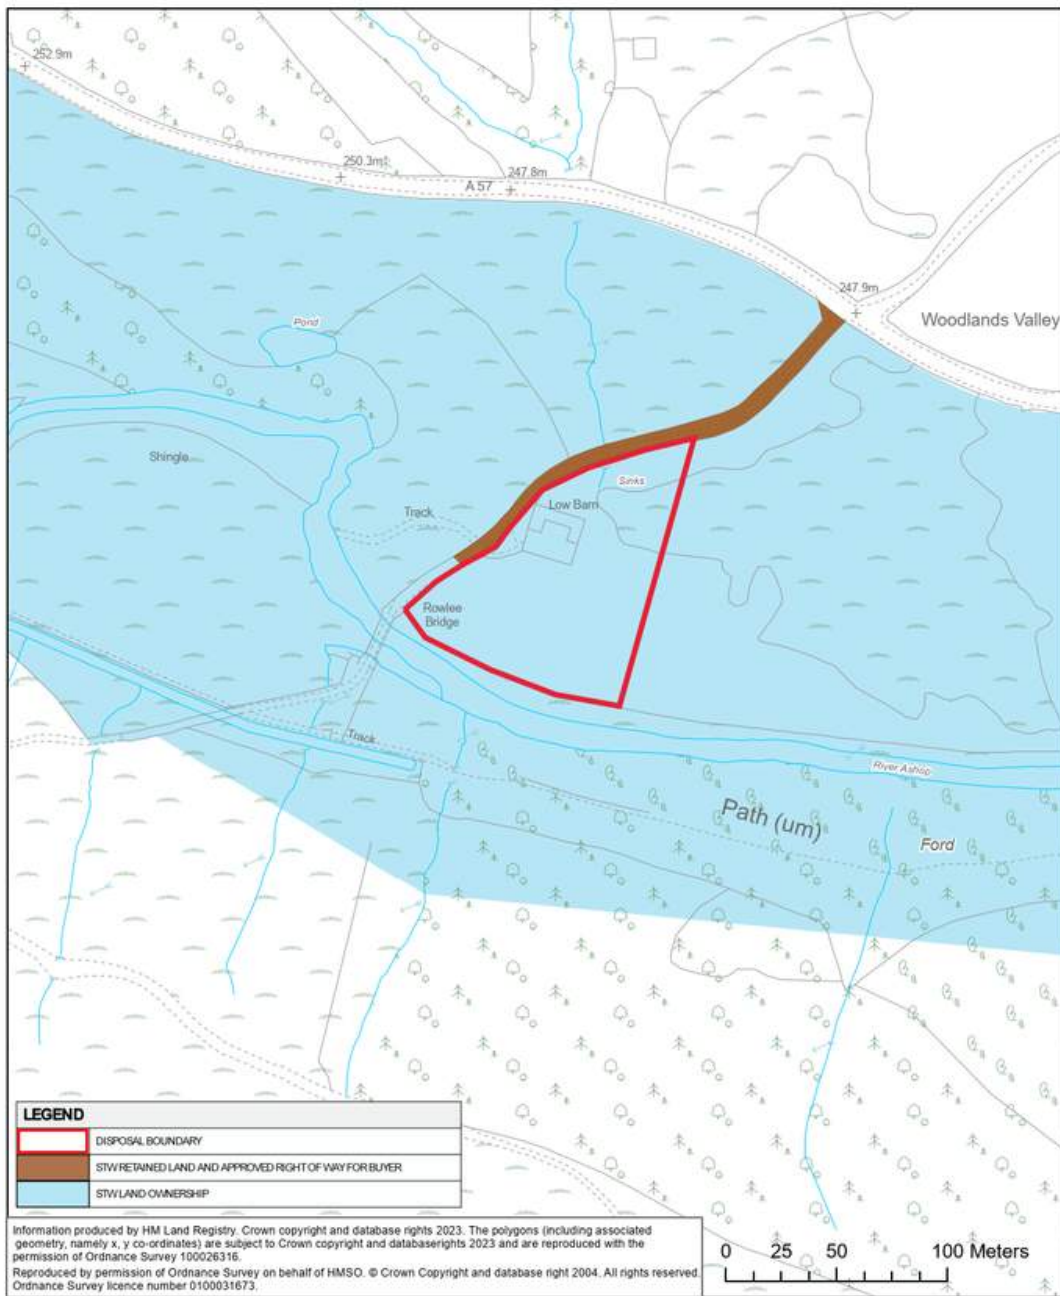 252.9m
250.3m
247.8m
A 57
247.9m
Woodlands Valley
Pond
Shingle
Sinks
Low Barn
Track
Rowlee
Bridge
Track
River Ashop
Path (um)
Ford
LEGEND
DISPOSAL BOUNDARY
STW RETAINED LAND AND APPROVED RIGHT OF WAY FOR BUYER
STW LAND OWNERSHIP
Information produced by HM Land Registry. Crown copyright and database rights 2023. The polygons (including associated
geometry, namely x, y co-ordinates) are subject to Crown copyright and databaserights 2023 and are reproduced with the
permission of Ordnance Survey 100026316.
Reproduced by permission of Ordnance Survey on behalf of HMSO. © Crown Copyright and database right 2004. All rights reserved.
Ordnance Survey licence number 0100031673.
0 25 50 100 Meters